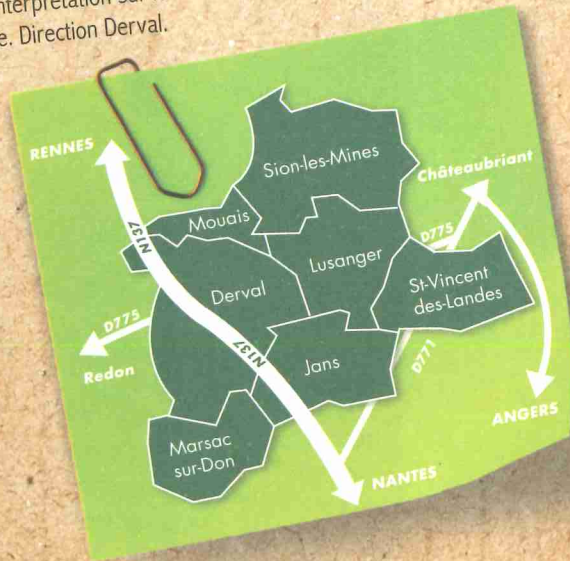 e. Direction Derval.
RENNES
Sion-les-Mines
Châteaubriant
Mouais
N137
D775
Lusanger
St-Vincent
des-Landes
Derval
D775
Redon
N137
Jans
D771
ANGERS
Marsac
sur-Don
NANTES